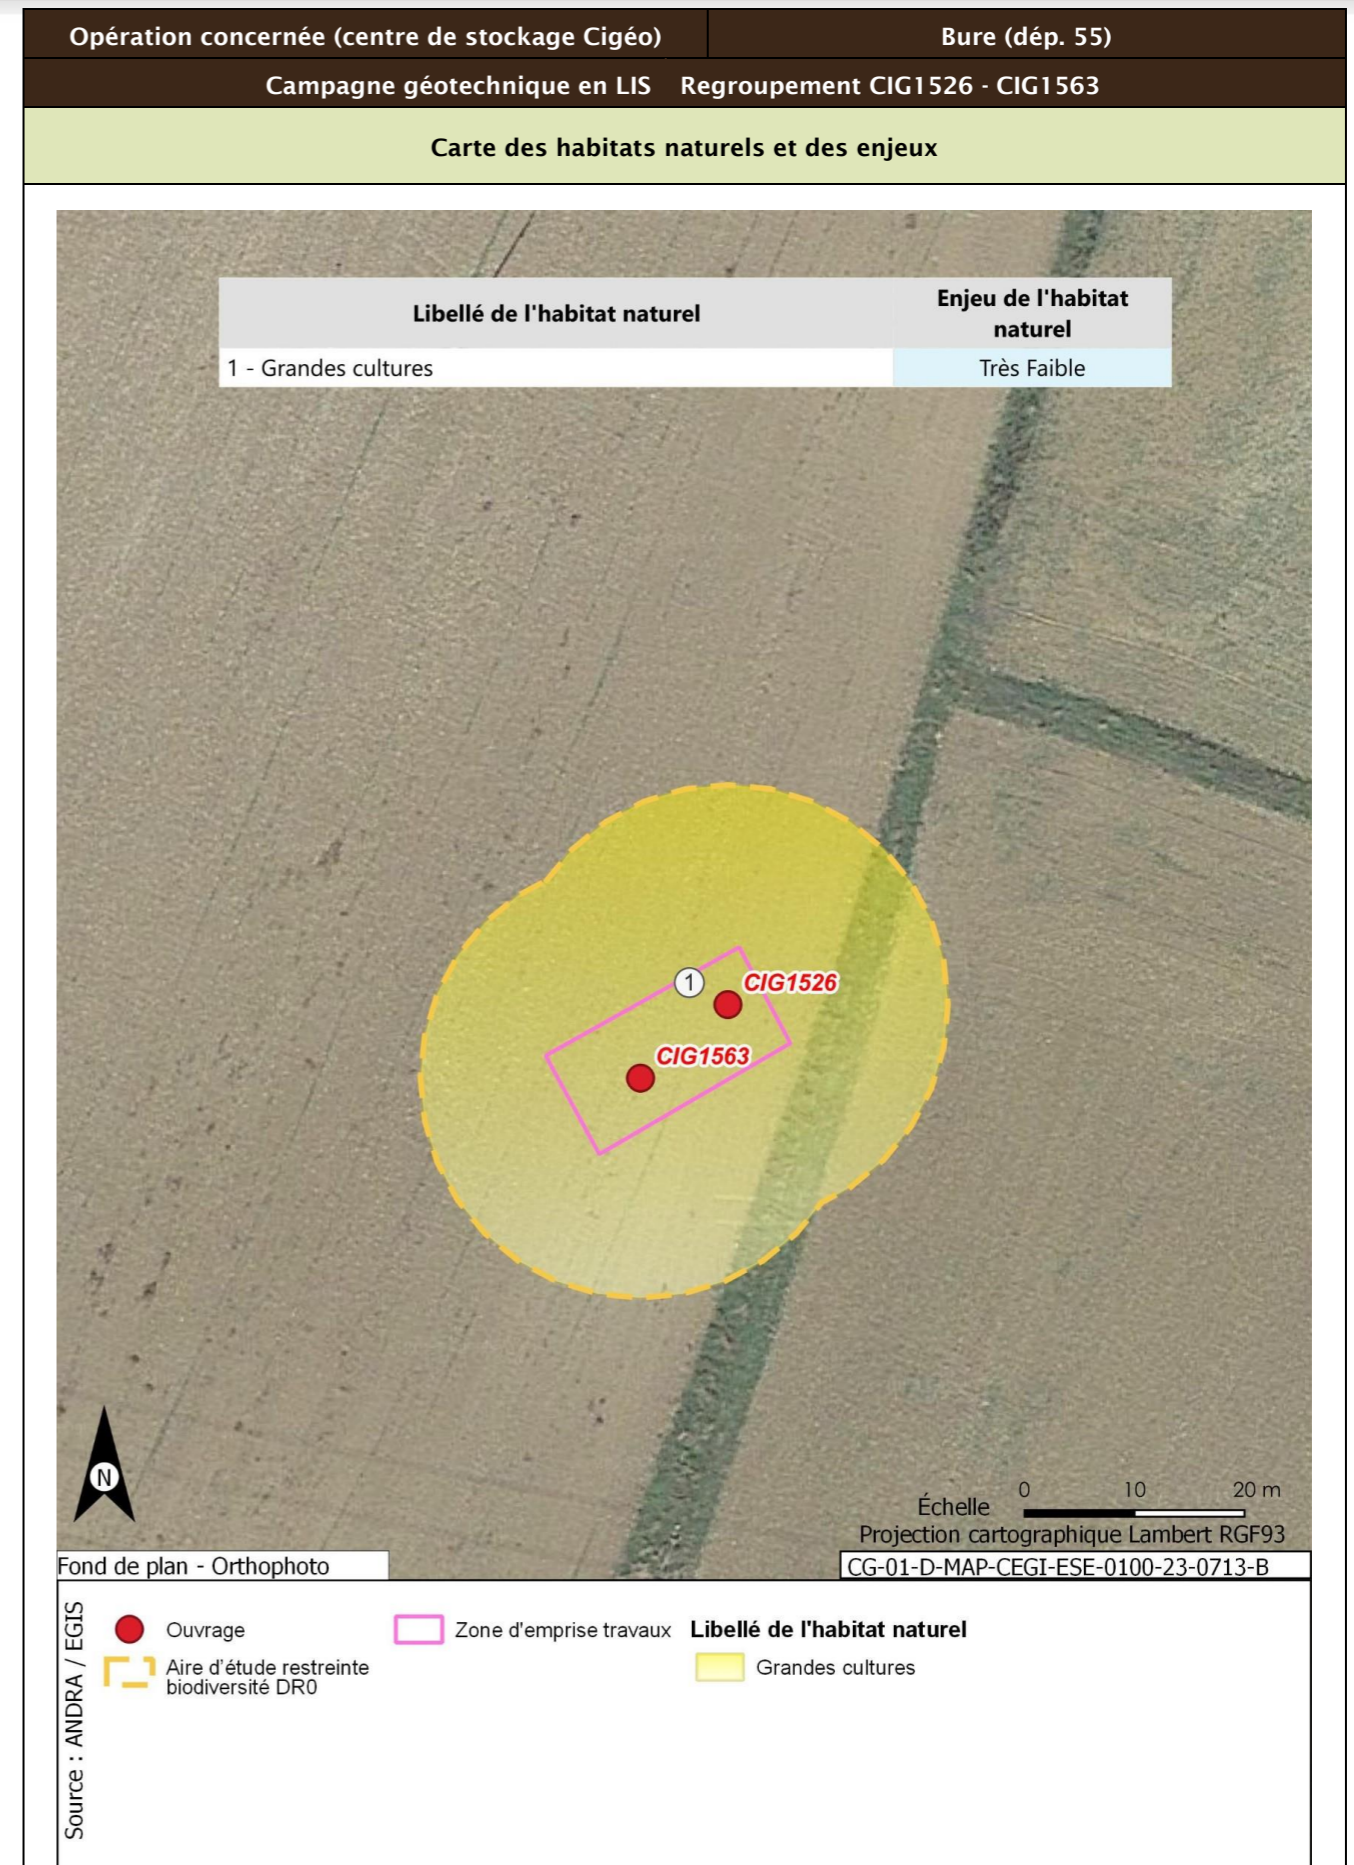 Opération concernée (centre de stockage Cigéo) Bure (dép. 55)
Campagne géotechnique en LIS Regroupement CIG1526 - CIG1563
Carte des habitats naturels et des enjeux
Libellé de l'habitat naturel
Enjeu de l'habitat
naturel
1 - Grandes cultures Très Faible
1
CIG1526
CIG1563
N
0 10 20 m
Échelle
Projection cartographique Lambert RGF93
Fond de plan - Orthophoto
CG-01-D-MAP-CEGI-ESE-0100-23-0713-B
Source : ANDRA / EGIS
Ouvrage
Zone d'emprise travaux
Libellé de l'habitat naturel
Aire d'étude restreinte
biodiversité DR0
Grandes cultures